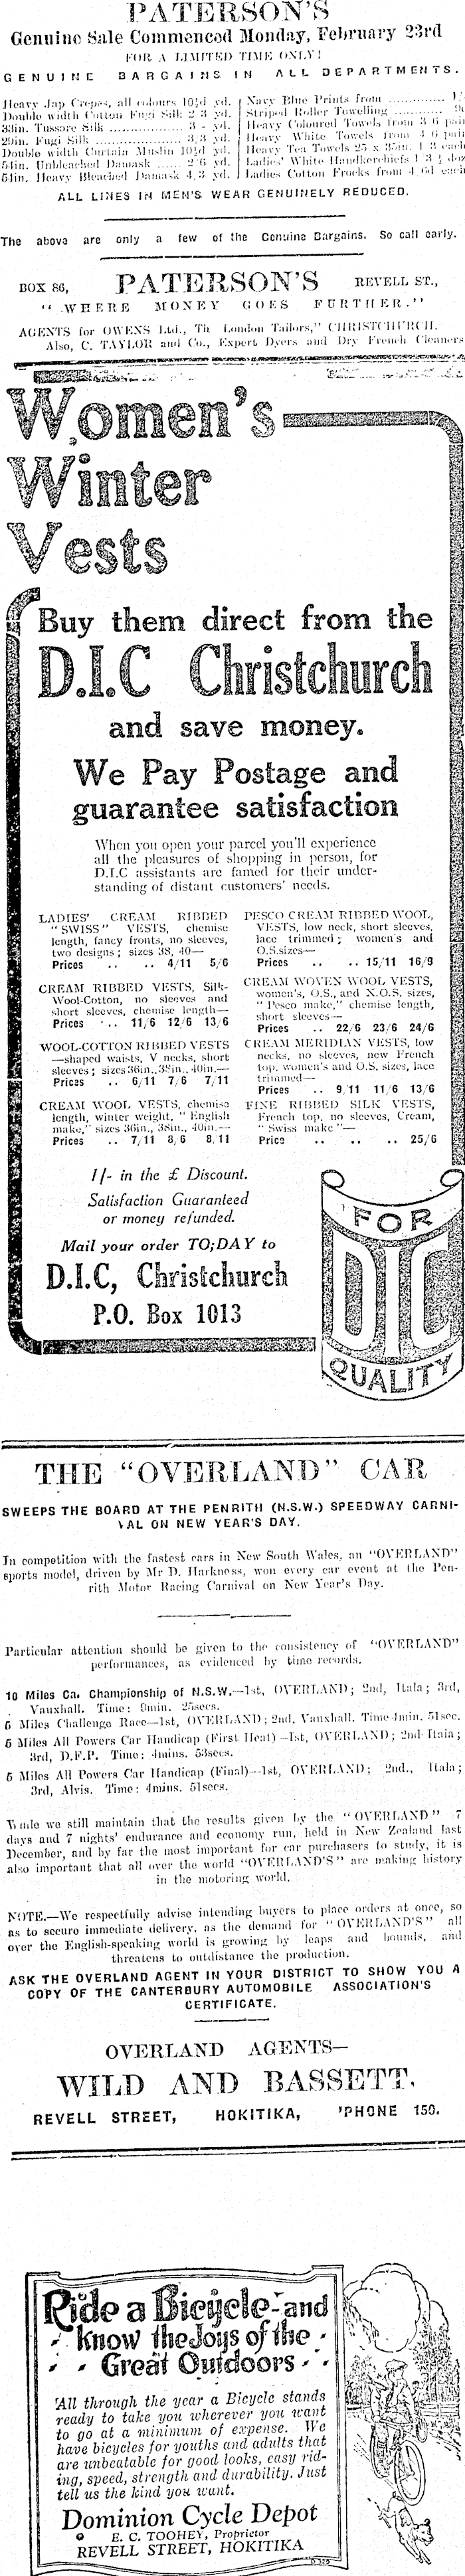 PATERSON'S
Genuine Sale Commenced Monday, February 23rd
FOR A LIMITED TIME ONLY!
GENUINE BARGAINS IN ALL DEPARTMENTS.
Heavy Jap Crepes, all colours 10½d yd.
Double width Cotton Fugi Silk 2/3 yd.
33in. Tussore Silk ................ 3/- yd.
29in. Fugi Silk ................ 3/3 yd.
Double width Curtain Muslin 10½d yd.
54in. Unbleached Damask ...... 2/6 yd.
54in. Heavy Bleached Damask 4/3 yd.
Navy Blue Prints from .............
Striped Roller Towelling ..........
Heavy Coloured Towels from 3/6 pair
Heavy White Towels from 4/6 pair
Heavy Tea Towels 25 x 35in. 1/3 each
Ladies' White Handkerchiefs
Ladies Cotton Frocks from each
ALL LINES IN MEN'S WEAR GENUINELY REDUCED.
The above are only a few of the Genuine Bargains. So call early.
BOX 86, PATERSON'S REVELL ST.,
"WHERE MONEY GOES FURTHER."
AGENTS for OWENS Ltd., Th London Tailors," CHRISTCHURCH.
Also, C. TAYLOR and Co., Expert Dyers and Dry French Cleaners
Women's
Winter
Vests
Buy them direct from the
D.I.C Christchurch
and save money.
We Pay Postage and
guarantee satisfaction
When you open your parcel you'll experience
all the pleasures of shopping in person, for
D.I.C assistants are famed for their under-
standing of distant customers' needs.
LADIES' CREAM RIBBED
"SWISS" VESTS, chemise
length, fancy fronts, no sleeves,
two designs; sizes 38, 40—
Prices .. .. 4/11 5/6
CREAM RIBBED VESTS, Silk-
Wool-Cotton, no sleeves and
short sleeves, chemise length—
Prices .. 11/6 12/6 13/6
WOOL-COTTON RIBBED VESTS
—shaped waists, V necks, short
sleeves; sizes 36in., 38in., 40in.—
Prices .. 6/11 7/6 7/11
CREAM WOOL VESTS, chemise
length, winter weight, "English
make," sizes 36in., 38in., 40in.—
Prices .. 7/11 8/6 8/11
PESCO CREAM RIBBED WOOL,
VESTS, low neck, short sleeves,
lace trimmed; women's and
O.S. sizes—
Prices .. .. 15/11 16/9
CREAM WOVEN WOOL VESTS,
women's, O.S., and X.O.S. sizes,
"Pesco make," chemise length,
short sleeves—
Prices .. 22/6 23/6 24/6
CREAM MERIDIAN VESTS, low
necks, no sleeves, new French
top, women's and O.S. sizes, lace
trimmed—
Prices .. 9/11 11/6 13/6
FINE RIBBED SILK VESTS,
French top, no sleeves, Cream,
"Swiss make"—
Price .. .. .. 25/6
1/- in the £ Discount.
Satisfaction Guaranteed
or money refunded.
Mail your order TO;DAY to
D.I.C, Christchurch
P.O. Box 1013
FOR
DIC
QUALITY
THE "OVERLAND" CAR
SWEEPS THE BOARD AT THE PENRITH (N.S.W.) SPEEDWAY CARNI-
VAL ON NEW YEAR'S DAY.
In competition with the fastest cars in New South Wales, an "OVERLAND"
sports model, driven by Mr D. Harkness, won every car event at the Pen-
rith Motor Racing Carnival on New Year's Day.
Particular attention should be given to the consistency of "OVERLAND"
performances, as evidenced by time records.
10 Miles Ca. Championship of N.S.W.—1st, OVERLAND; 2nd, Itala; 3rd,
Vauxhall. Time: 9min. 25secs.
5 Miles Challenge Race—1st, OVERLAND; 2nd, Vauxhall. Time 4min. 51sec.
5 Miles All Powers Car Handicap (First Heat)—1st, OVERLAND; 2nd Itala;
3rd, D.F.P. Time: 4mins. 53secs.
5 Miles All Powers Car Handicap (Final)—1st, OVERLAND; 2nd., Itala;
3rd, Alvis. Time: 4mins. 51secs.
While we still maintain that the results given by the "OVERLAND" 7
days and 7 nights' endurance and economy run, held in New Zealand last
December, and by far the most important for car purchasers to study, it is
also important that all over the world "OVERLAND'S" are making history
in the motoring world.
NOTE.—We respectfully advise intending buyers to place orders at once, so
as to secure immediate delivery, as the demand for "OVERLAND'S" all
over the English-speaking world is growing by leaps and bounds, and
threatens to outdistance the production.
ASK THE OVERLAND AGENT IN YOUR DISTRICT TO SHOW YOU A
COPY OF THE CANTERBURY AUTOMOBILE ASSOCIATION'S
CERTIFICATE.
OVERLAND AGENTS—
WILD AND BASSETT,
REVELL STREET, HOKITIKA, 'PHONE 150.
Ride a Bicycle—and
Know the Joys of the
Great Outdoors
All through the year a Bicycle stands
ready to take you wherever you want
to go at a minimum of expense. We
have bicycles for youths and adults that
are unbeatable for good looks, easy rid-
ing, speed, strength and durability. Just
tell us the kind you want.
Dominion Cycle Depot
E. C. TOOHEY, Proprietor
REVELL STREET, HOKITIKA